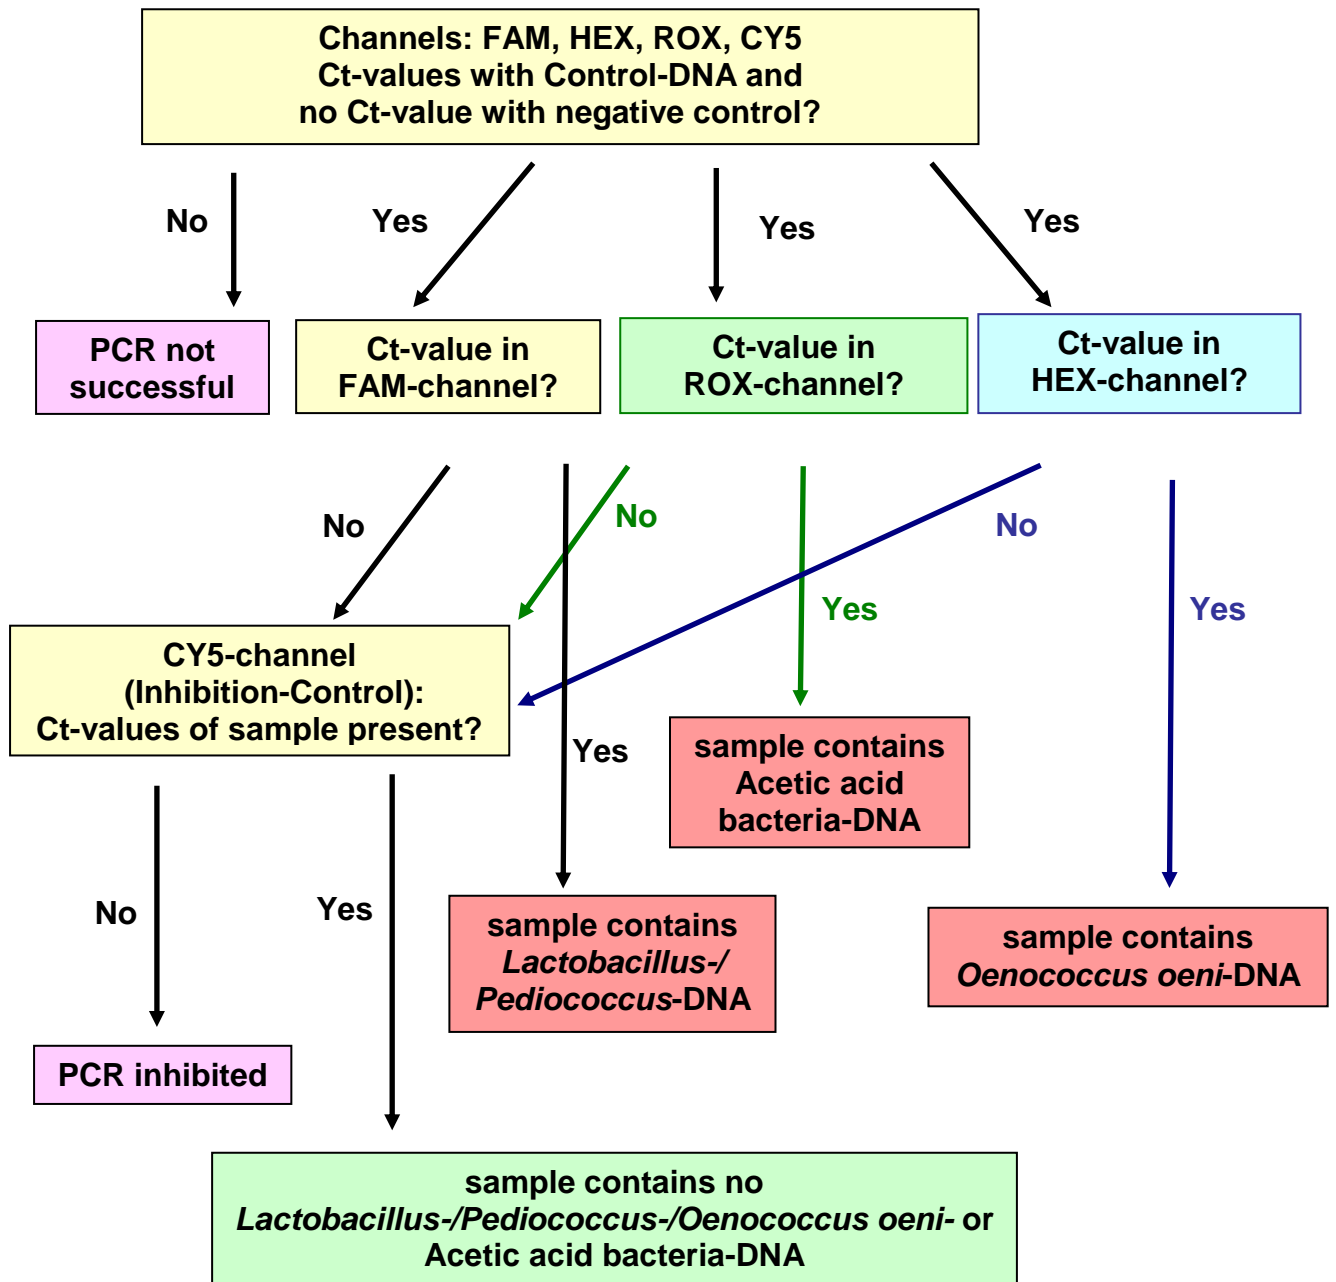 Channels: FAM, HEX, ROX, CY5
Ct-values with Control-DNA and
no Ct-value with negative control?
No
Yes
Yes
Yes
PCR not
successful
Ct-value in
FAM-channel?
Ct-value in
ROX-channel?
Ct-value in
HEX-channel?
No
No
No
Yes
Yes
CY5-channel
(Inhibition-Control):
Ct-values of sample present?
Yes
sample contains
Acetic acid
bacteria-DNA
No
Yes
sample contains
Lactobacillus-/
Pediococcus-DNA
sample contains
Oenococcus oeni-DNA
PCR inhibited
sample contains no
Lactobacillus-/Pediococcus-/Oenococcus oeni- or
Acetic acid bacteria-DNA